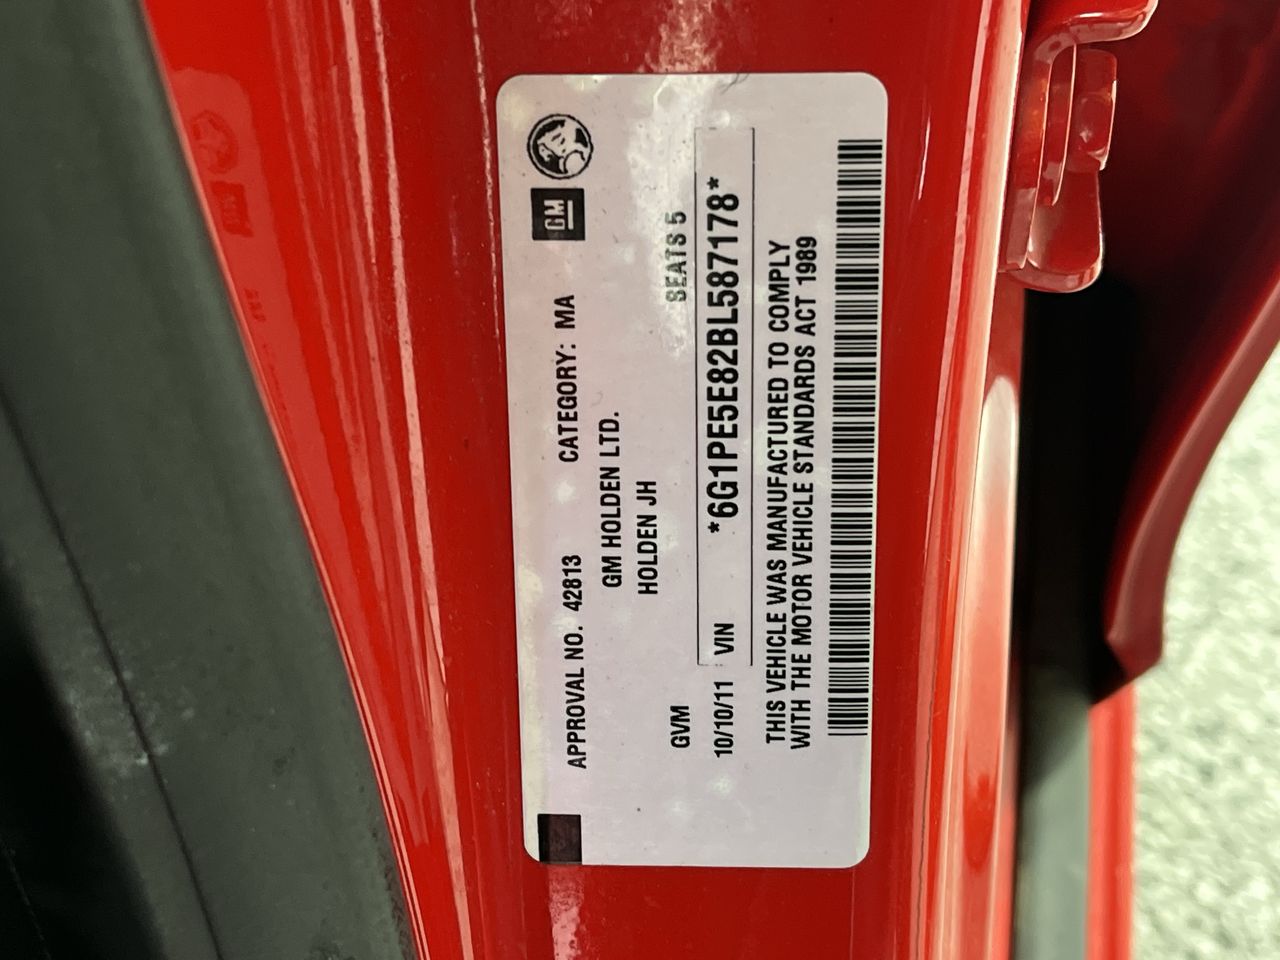 GM
APPROVAL NO. 42813 CATEGORY: MA
GM HOLDEN LTD.
HOLDEN JH
GVM SEATS 5
10/10/11 VIN *6G1PE5E82BL587178*
THIS VEHICLE WAS MANUFACTURED TO COMPLY
WITH THE MOTOR VEHICLE STANDARDS ACT 1989